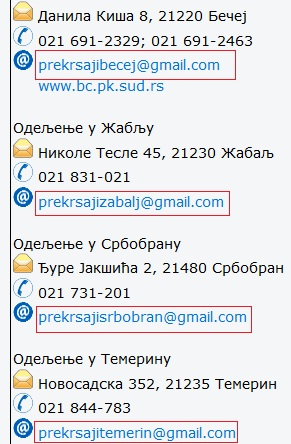 Данила Киша 8, 21220 Бечеј
021 691-2329; 021 691-2463
prekrsajibecej@gmail.com
www.bc.pk.sud.rs
Одељење у Жабљу
Николе Тесле 45, 21230 Жабаљ
021 831-021
prekrsajizabalj@gmail.com
Одељење у Србобрану
Ђуре Јакшића 2, 21480 Србобран
021 731-201
prekrsajisrbobran@gmail.com
Одељење у Темерину
Новосадска 352, 21235 Темерин
021 844-783
prekrsajitemerin@gmail.com